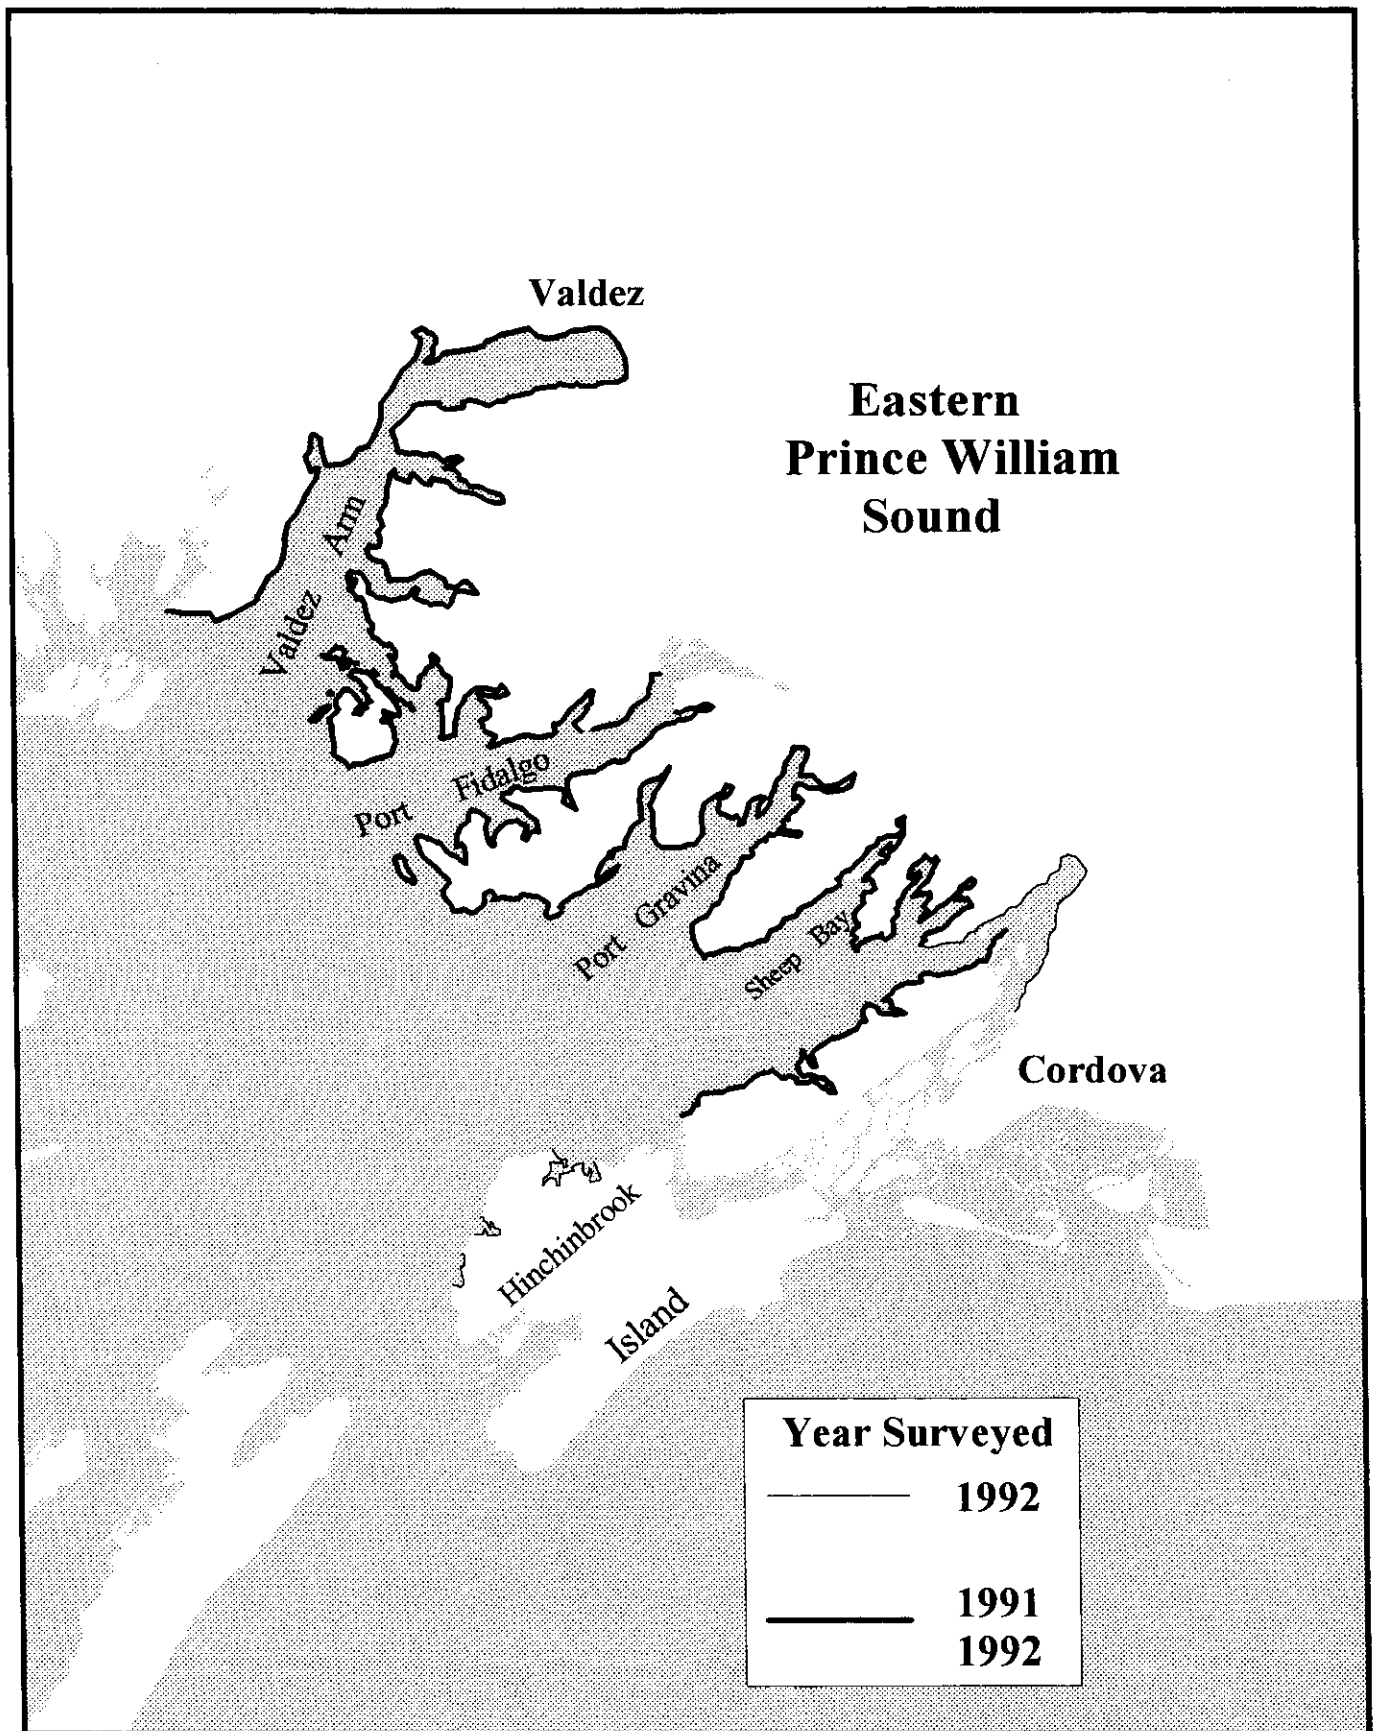 Valdez
Eastern
Prince William
Sound
Valdez Arm
Port Fidalgo
Port Gravina
Sheep Bay
Cordova
Hinchinbrook
Island
Year Surveyed
1992
1991
1992